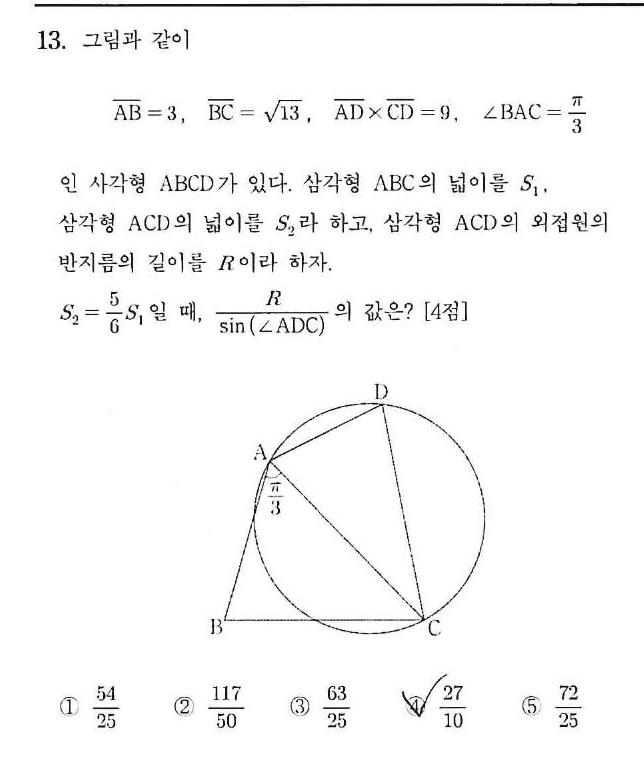 13. 그림과 같이
$\overline{AB}=3$, $\overline{BC}=\sqrt{13}$, $\overline{AD}\times\overline{CD}=9$, $\angle BAC=\frac{\pi}{3}$
인 사각형 ABCD가 있다. 삼각형 ABC의 넓이를 $S_1$,
삼각형 ACD의 넓이를 $S_2$라 하고, 삼각형 ACD의 외접원의
반지름의 길이를 $R$이라 하자.
$S_2=\frac{5}{6}S_1$일 때, $\frac{R}{\sin(\angle ADC)}$의 값은? [4점]
D
A
$\frac{\pi}{3}$
B
C
① $\frac{54}{25}$ ② $\frac{117}{50}$ ③ $\frac{63}{25}$ ④ $\frac{27}{10}$ ⑤ $\frac{72}{25}$